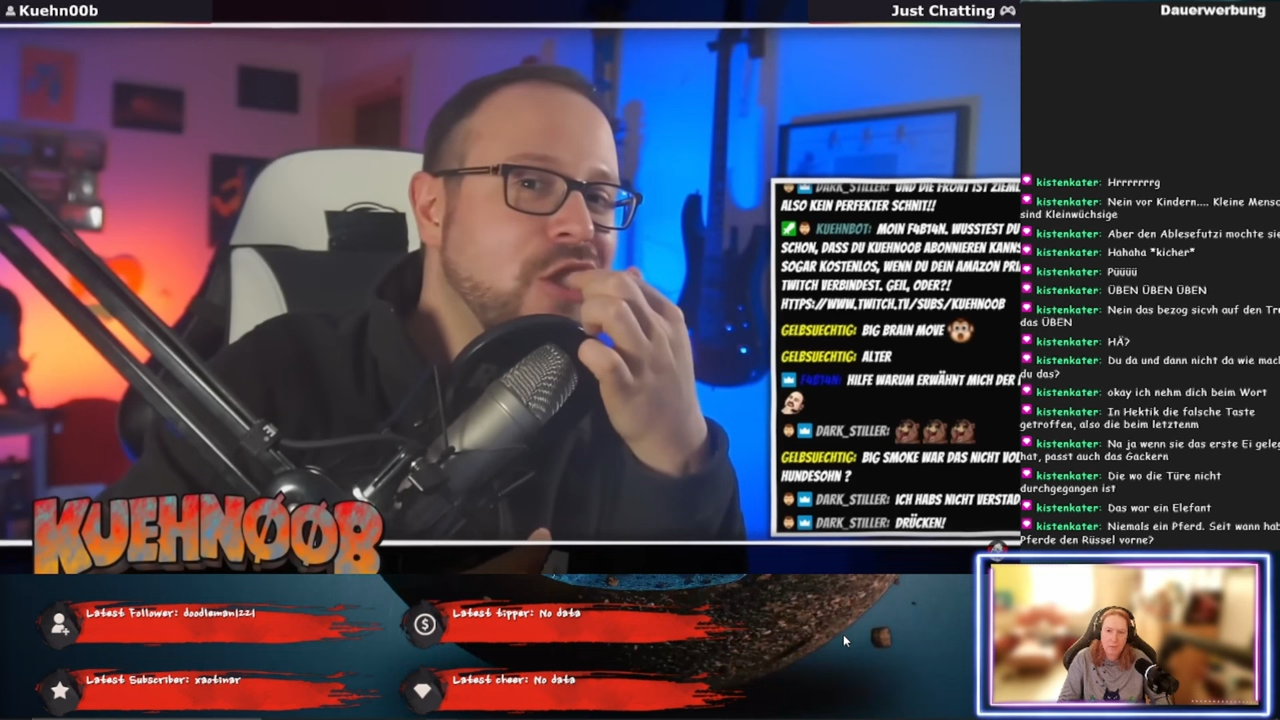 Kuehn00b
Just Chatting
Dauerwerbung
DARK_STILLER: UND DIE FRONT IST
ALSO KEIN PERFEKTER SCHNIT!!
KUEHNBOT: MOIN F4B14N, WUSSTEST DU
SCHON, DASS DU KUEHNOOB ABONNIEREN
SOGAR KOSTENLOS, WENN DU DEIN AMAZON
TWITCH VERBINDEST. GEIL, ODER?!
HTTPS://WWW.TWITCH.TV/SUBS/KUEHNOOB
GELBSUECHTIG: BIG BRAIN MOVE
GELBSUECHTIG: ALTER
F4B14N: HILFE WARUM ERWÄHNT MICH DER
DARK_STILLER:
GELBSUECHTIG: BIG SMOKE WAR DAS NICHT
HUNDESOHN ?
DARK_STILLER: ICH HABS NICHT
DARK_STILLER: DRÜCKEN!
kistenkater: Hrrrrrrrg
kistenkater: Nein vor Kindern.... Kleine
sind Kleinwüchsige
kistenkater: Aber den Ablesefutzi mochte
kistenkater: Hahaha *kicher*
kistenkater: Püüüü
kistenkater: ÜBEN ÜBEN ÜBEN
kistenkater: Nein das bezog sicvh auf den
das ÜBEN
kistenkater: HÄ?
kistenkater: Du da und dann nicht da wie
du das?
kistenkater: okay ich nehm dich beim Wort
kistenkater: In Hektik die falsche Taste
getroffen, also die beim letztenm
kistenkater: Na ja wenn sie das erste Ei
hat, passt auch das Gackern
kistenkater: Die wo die Türe nicht
durchgegangen ist
kistenkater: Das war ein Elefant
kistenkater: Niemals ein Pferd. Seit wann
Pferde den Rüssel vorne?
KUEHNØØB
Latest Follower: doodleman1221
Latest tipper: No data
Latest Subscriber: xaotinar
Latest cheer: No data